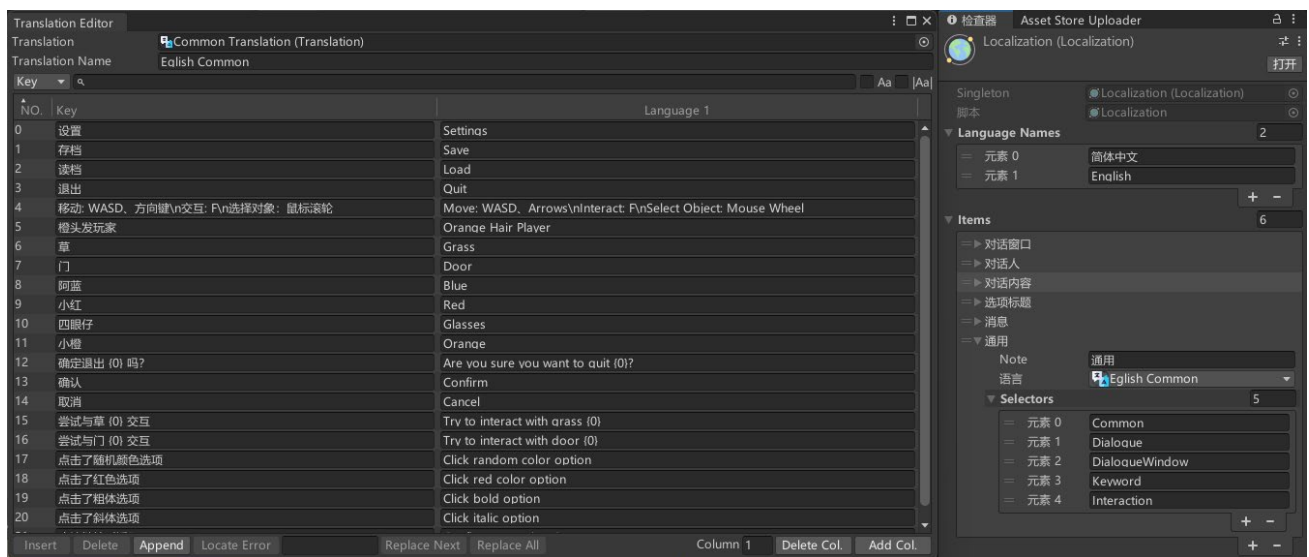 Translation Editor
Translation Common Translation (Translation)
Translation Name Eglish Common
Key Aa |Aa|
NO. Key Language 1
0 设置 Settings
1 存档 Save
2 读档 Load
3 退出 Quit
4 移动: WASD、方向键\n交互: F\n选择对象：鼠标滚轮 Move: WASD、Arrows\nInteract: F\nSelect Object: Mouse Wheel
5 橙头发玩家 Orange Hair Player
6 草 Grass
7 门 Door
8 阿蓝 Blue
9 小红 Red
10 四眼仔 Glasses
11 小橙 Orange
12 确定退出 {0} 吗? Are you sure you want to quit {0}?
13 确认 Confirm
14 取消 Cancel
15 尝试与草 {0} 交互 Try to interact with grass {0}
16 尝试与门 {0} 交互 Try to interact with door {0}
17 点击了随机颜色选项 Click random color option
18 点击了红色选项 Click red color option
19 点击了粗体选项 Click bold option
20 点击了斜体选项 Click italic option
Insert Delete Append Locate Error Replace Next Replace All Column 1 Delete Col. Add Col.
检查器 Asset Store Uploader
Localization (Localization)
打开
Singleton Localization (Localization)
脚本 Localization
Language Names 2
元素 0 简体中文
元素 1 English
+ -
Items 6
对话窗口
对话人
对话内容
选项标题
消息
通用
Note 通用
语言 Eglish Common
Selectors 5
元素 0 Common
元素 1 Dialogue
元素 2 DialogueWindow
元素 3 Keyword
元素 4 Interaction
+ -
+ -